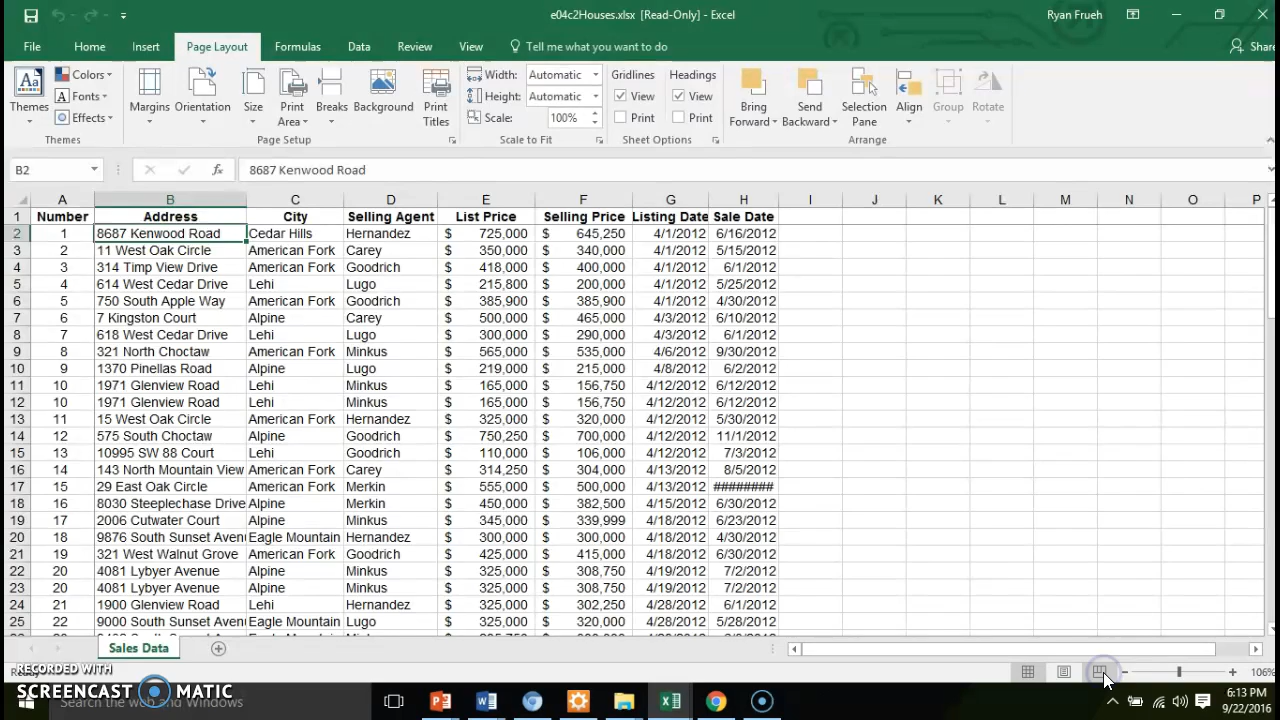 e04c2Houses.xlsx [Read-Only] - Excel
Ryan Frueh
File Home Insert Page Layout Formulas Data Review View Tell me what you want to do Share
Themes
Colors
Fonts
Effects
Margins Orientation Size Print Area Breaks Background Print Titles
Width: Automatic
Height: Automatic
Scale: 100%
Gridlines
View
Print
Headings
View
Print
Bring Forward Send Backward Selection Pane Align Group Rotate
Themes Page Setup Scale to Fit Sheet Options Arrange
B2 fx 8687 Kenwood Road
A B C D E F G H I J K L M N O P
1 Number Address City Selling Agent List Price Selling Price Listing Date Sale Date
2 1 8687 Kenwood Road Cedar Hills Hernandez $ 725,000 $ 645,250 4/1/2012 6/16/2012
3 2 11 West Oak Circle American Fork Carey $ 350,000 $ 340,000 4/1/2012 5/15/2012
4 3 314 Timp View Drive American Fork Goodrich $ 418,000 $ 400,000 4/1/2012 6/1/2012
5 4 614 West Cedar Drive Lehi Lugo $ 215,800 $ 200,000 4/1/2012 5/25/2012
6 5 750 South Apple Way American Fork Goodrich $ 385,900 $ 385,900 4/1/2012 4/30/2012
7 6 7 Kingston Court Alpine Carey $ 500,000 $ 465,000 4/3/2012 6/10/2012
8 7 618 West Cedar Drive Lehi Lugo $ 300,000 $ 290,000 4/3/2012 6/1/2012
9 8 321 North Choctaw American Fork Minkus $ 565,000 $ 535,000 4/6/2012 9/30/2012
10 9 1370 Pinellas Road Alpine Lugo $ 219,000 $ 215,000 4/8/2012 6/2/2012
11 10 1971 Glenview Road Lehi Minkus $ 165,000 $ 156,750 4/12/2012 6/12/2012
12 10 1971 Glenview Road Lehi Minkus $ 165,000 $ 156,750 4/12/2012 6/12/2012
13 11 15 West Oak Circle American Fork Hernandez $ 325,000 $ 320,000 4/12/2012 5/30/2012
14 12 575 South Choctaw Alpine Goodrich $ 750,250 $ 700,000 4/12/2012 11/1/2012
15 13 10995 SW 88 Court Lehi Goodrich $ 110,000 $ 106,000 4/12/2012 7/3/2012
16 14 143 North Mountain View American Fork Carey $ 314,250 $ 304,000 4/13/2012 8/5/2012
17 15 29 East Oak Circle American Fork Merkin $ 555,000 $ 500,000 4/13/2012 ########
18 16 8030 Steeplechase Drive Alpine Merkin $ 450,000 $ 382,500 4/15/2012 6/30/2012
19 17 2006 Cutwater Court Alpine Minkus $ 345,000 $ 339,999 4/18/2012 6/23/2012
20 18 9876 South Sunset Aven Eagle Mountain Hernandez $ 300,000 $ 300,000 4/18/2012 4/30/2012
21 19 321 West Walnut Grove American Fork Goodrich $ 425,000 $ 415,000 4/18/2012 6/30/2012
22 20 4081 Lybyer Avenue Alpine Minkus $ 325,000 $ 308,750 4/19/2012 7/2/2012
23 20 4081 Lybyer Avenue Alpine Minkus $ 325,000 $ 308,750 4/19/2012 7/2/2012
24 21 1900 Glenview Road Lehi Hernandez $ 325,000 $ 302,250 4/28/2012 6/1/2012
25 22 9000 South Sunset Aven Eagle Mountain Lugo $ 325,000 $ 320,000 4/28/2012 5/28/2012
Sales Data
RECORDED WITH
106%
SCREENCAST MATIC
Search the web and Windows
6:13 PM
9/22/2016